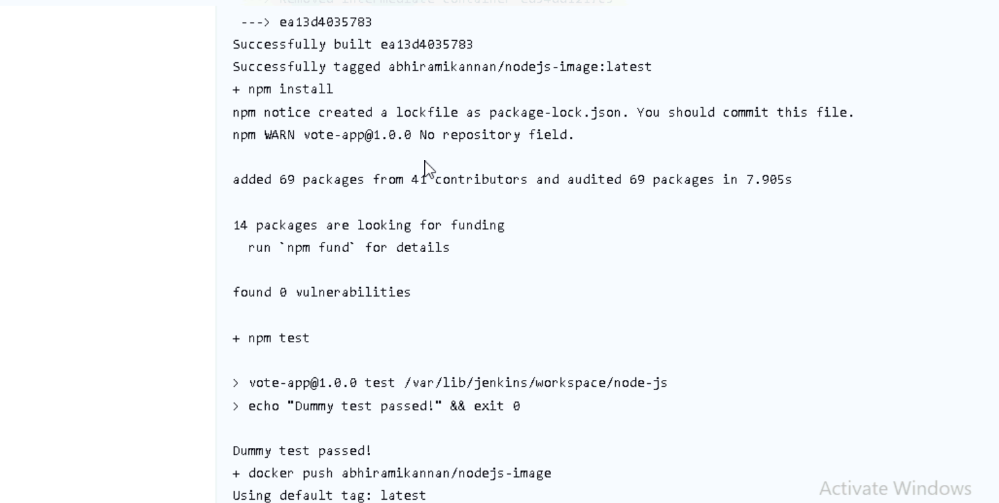 ---> ea13d4035783
Successfully built ea13d4035783
Successfully tagged abhiramikannan/nodejs-image:latest
+ npm install
npm notice created a lockfile as package-lock.json. You should commit this file.
npm WARN vote-app@1.0.0 No repository field.
added 69 packages from 41 contributors and audited 69 packages in 7.905s
14 packages are looking for funding
run `npm fund` for details
found 0 vulnerabilities
+ npm test
> vote-app@1.0.0 test /var/lib/jenkins/workspace/node-js
> echo "Dummy test passed!" && exit 0
Dummy test passed!
+ docker push abhiramikannan/nodejs-image
Using default tag: latest
Activate Windows